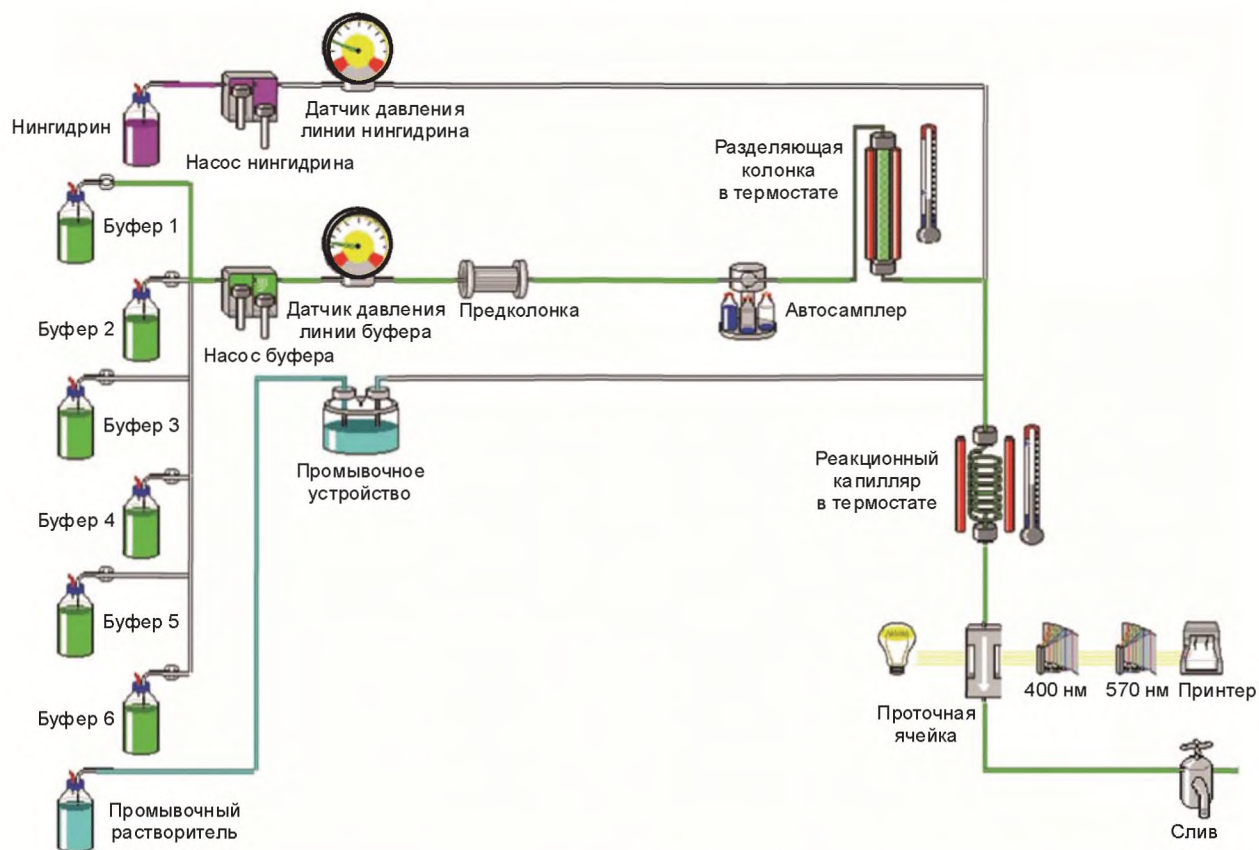 Нингидрин
Насос нингидрина
Датчик давления
линии нингидрина
Разделяющая
колонка
в термостате
Буфер 1
Буфер 2
Насос буфера
Датчик давления
линии буфера
Предколонка
Автосамплер
Буфер 3
Промывочное
устройство
Буфер 4
Реакционный
капилляр
в термостате
Буфер 5
Буфер 6
Проточная
ячейка
400 нм
570 нм
Принтер
Промывочный
растворитель
Слив